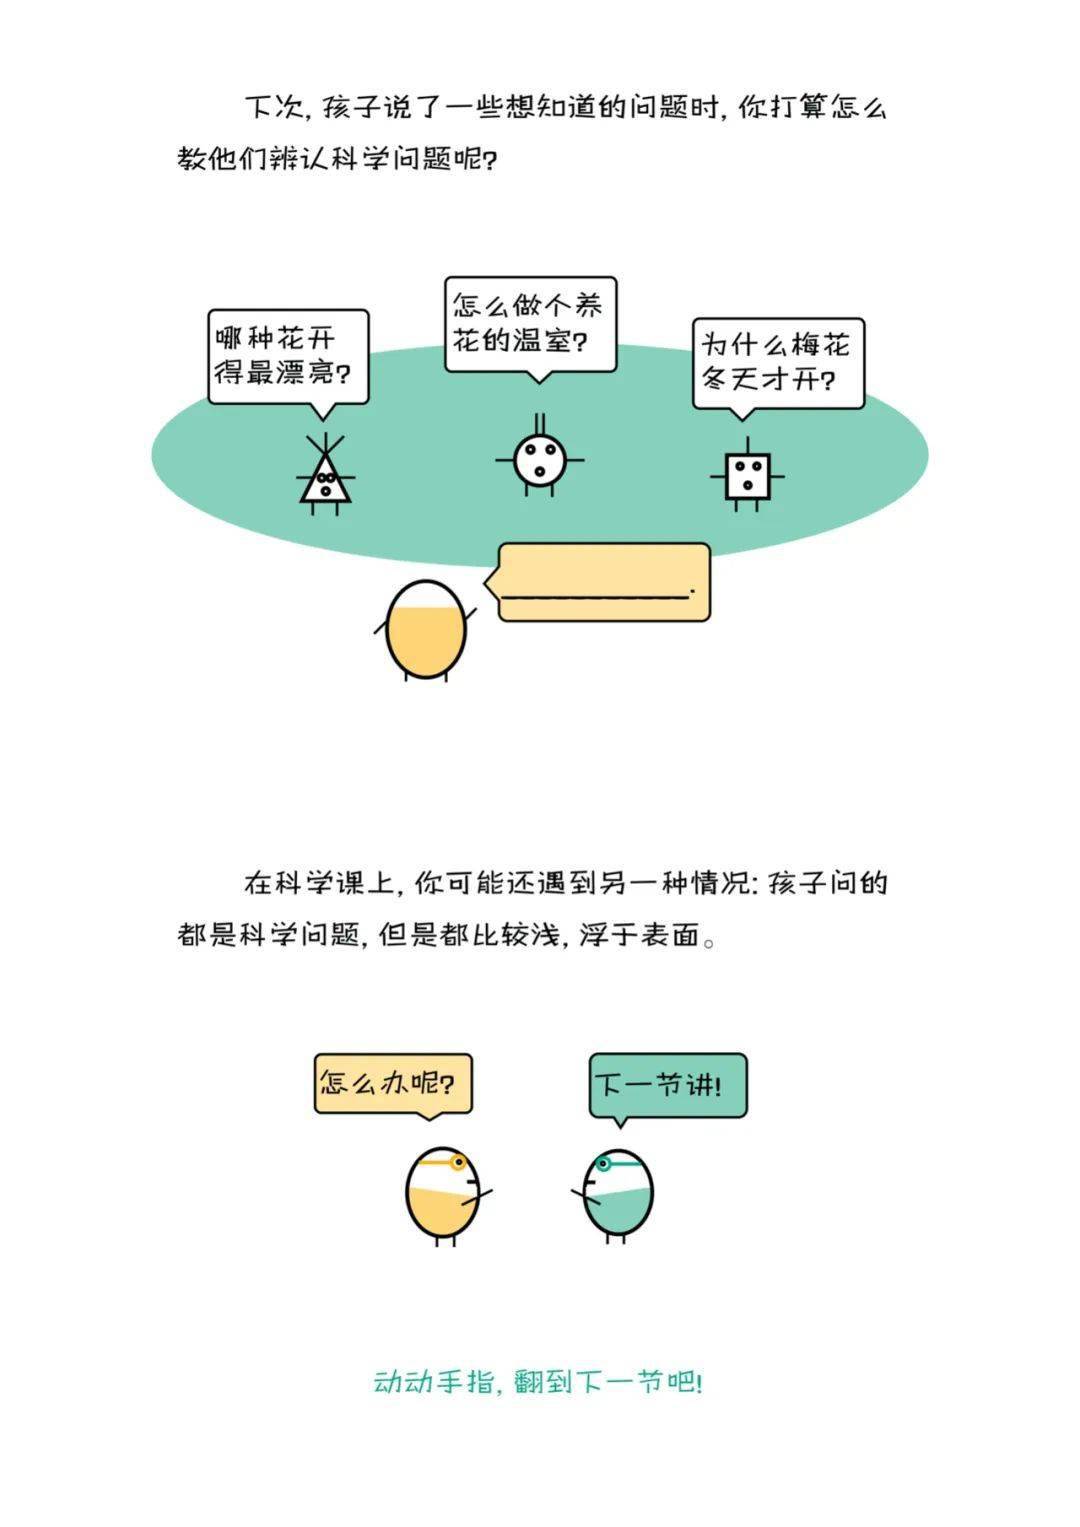 下次, 孩子说了一些想知道的问题时, 你打算怎么
教他们辨认科学问题呢?
哪种花开
得最漂亮?
怎么做个养
花的温室?
为什么梅花
冬天才开?
在科学课上, 你可能还遇到另一种情况: 孩子问的
都是科学问题, 但是都比较浅, 浮于表面。
怎么办呢?
下一节讲!
动动手指, 翻到下一节吧!